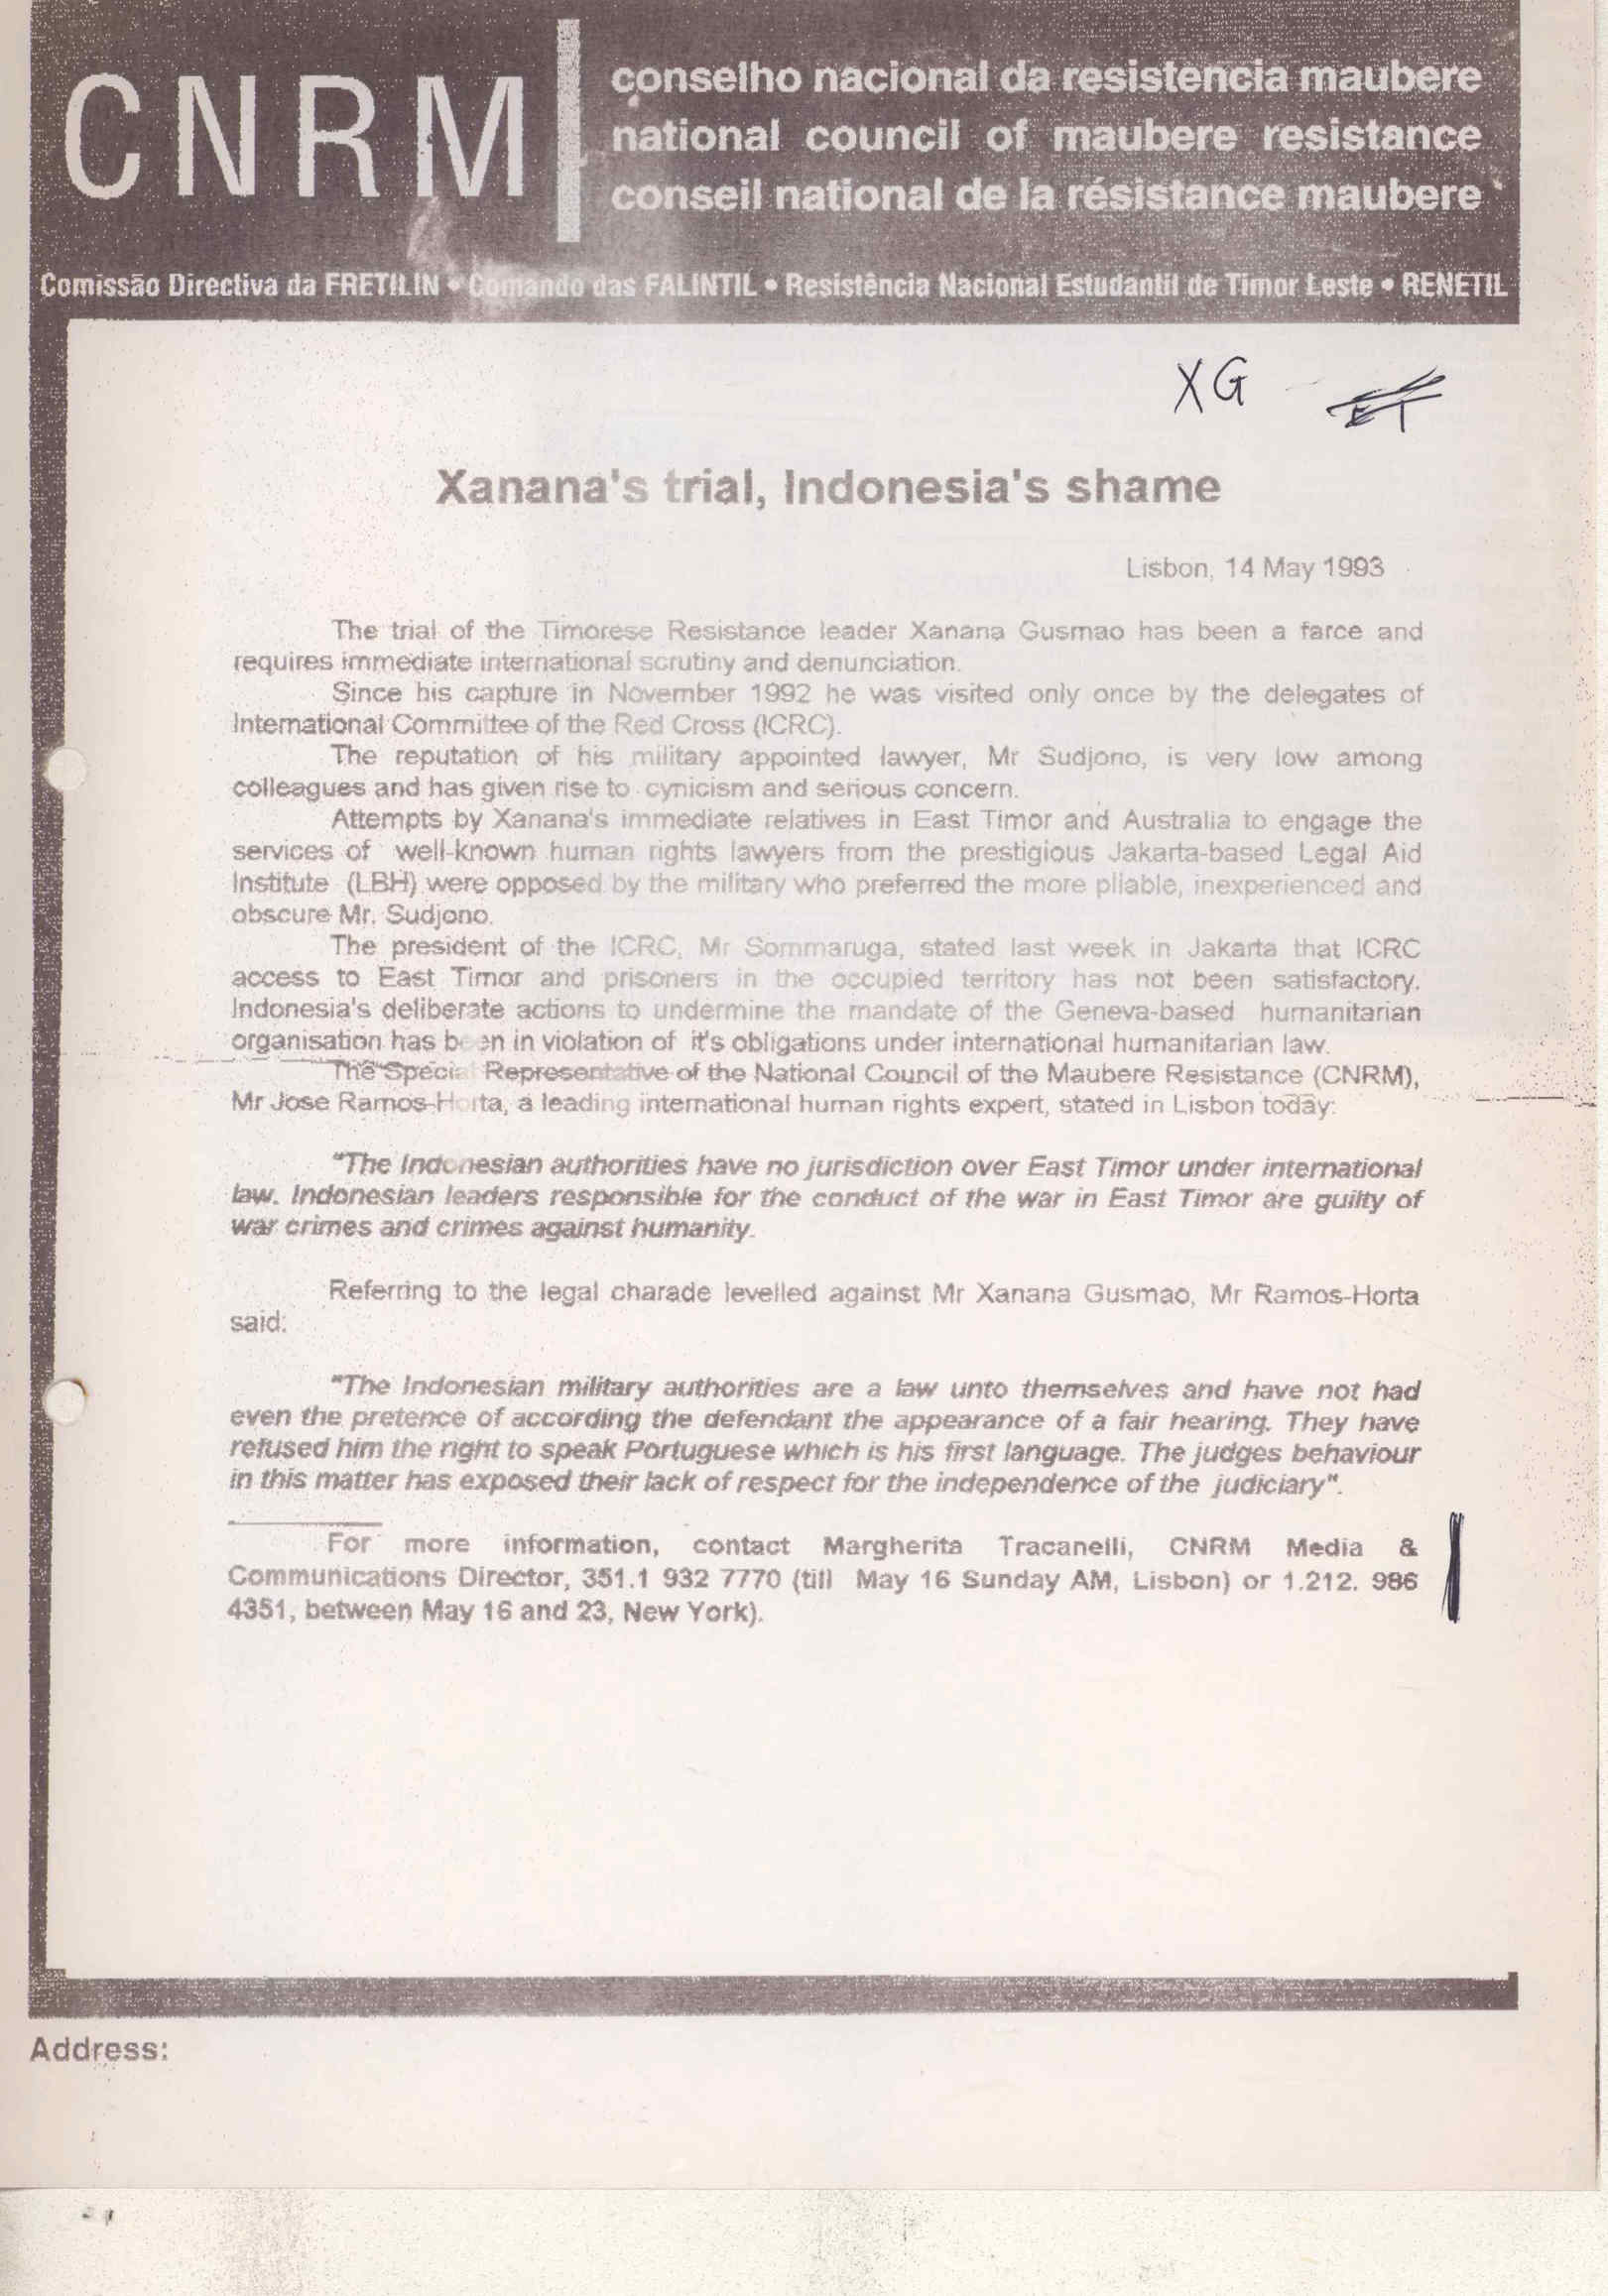 CNRM
conselho nacional da resistencia maubere
national council of maubere resistance
conseil national de la résistance maubere
Comissão Directiva da FRETILIN • Comando das FALINTIL • Resistência Nacional Estudantil de Timor Leste • RENETIL
XG ET
Xanana's trial, Indonesia's shame
Lisbon, 14 May 1993
The trial of the Timorese Resistance leader Xanana Gusmao has been a farce and
requires immediate international scrutiny and denunciation.
Since his capture in November 1992 he was visited only once by the delegates of
International Committee of the Red Cross (ICRC).
The reputation of his military appointed lawyer, Mr Sudjono, is very low among
colleagues and has given rise to cynicism and serious concern.
Attempts by Xanana's immediate relatives in East Timor and Australia to engage the
services of well-known human rights lawyers from the prestigious Jakarta-based Legal Aid
Institute (LBH) were opposed by the military who preferred the more pliable, inexperienced and
obscure Mr. Sudjono.
The president of the ICRC, Mr Sommaruga, stated last week in Jakarta that ICRC
access to East Timor and prisoners in the occupied territory has not been satisfactory.
Indonesia's deliberate actions to undermine the mandate of the Geneva-based humanitarian
organisation has been in violation of it's obligations under international humanitarian law.
The Special Representative of the National Council of the Maubere Resistance (CNRM),
Mr Jose Ramos-Horta, a leading international human rights expert, stated in Lisbon today:
"The Indonesian authorities have no jurisdiction over East Timor under international
law. Indonesian leaders responsible for the conduct of the war in East Timor are guilty of
war crimes and crimes against humanity.
Referring to the legal charade levelled against Mr Xanana Gusmao, Mr Ramos-Horta
said:
"The Indonesian military authorities are a law unto themselves and have not had
even the pretence of according the defendant the appearance of a fair hearing. They have
refused him the right to speak Portuguese which is his first language. The judges behaviour
in this matter has exposed their lack of respect for the independence of the judiciary".
For more information, contact Margherita Tracanelli, CNRM Media &
Communications Director, 351.1 932 7770 (till May 16 Sunday AM, Lisbon) or 1.212. 986
4351, between May 16 and 23, New York).
Address: